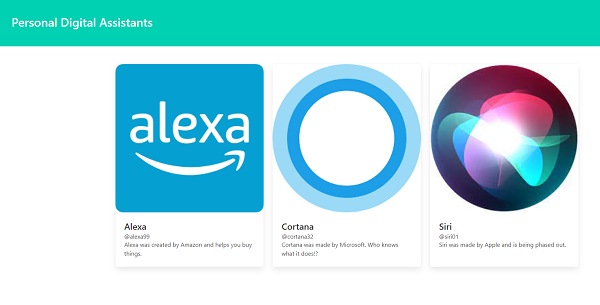 Personal Digital Assistants
alexa
Alexa
@alexa99
Alexa was created by Amazon and helps you buy
things.
Cortana
@cortana32
Cortana was made by Microsoft. Who knows
what it does!?
Siri
@siri01
Siri was made by Apple and is being phased out.